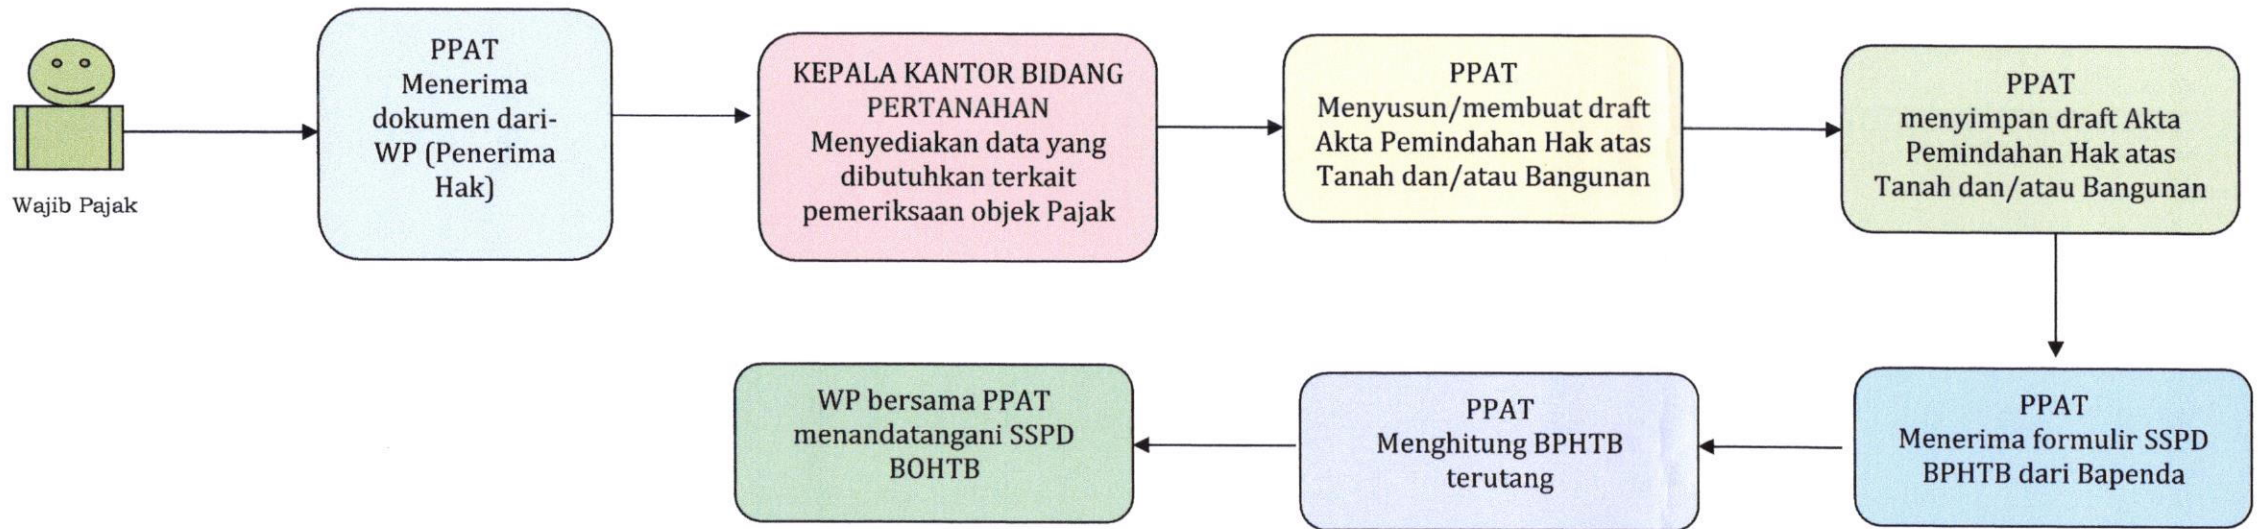 Wajib Pajak
PPAT
Menerima
dokumen dari-
WP (Penerima
Hak)
KEPALA KANTOR BIDANG
PERTANAHAN
Menyediakan data yang
dibutuhkan terkait
pemeriksaan objek Pajak
PPAT
Menyusun/membuat draft
Akta Pemindahan Hak atas
Tanah dan/atau Bangunan
PPAT
menyimpan draft Akta
Pemindahan Hak atas
Tanah dan/atau Bangunan
PPAT
Menerima formulir SSPD
BPHTB dari Bapenda
PPAT
Menghitung BPHTB
terutang
WP bersama PPAT
menandatangani SSPD
BOHTB